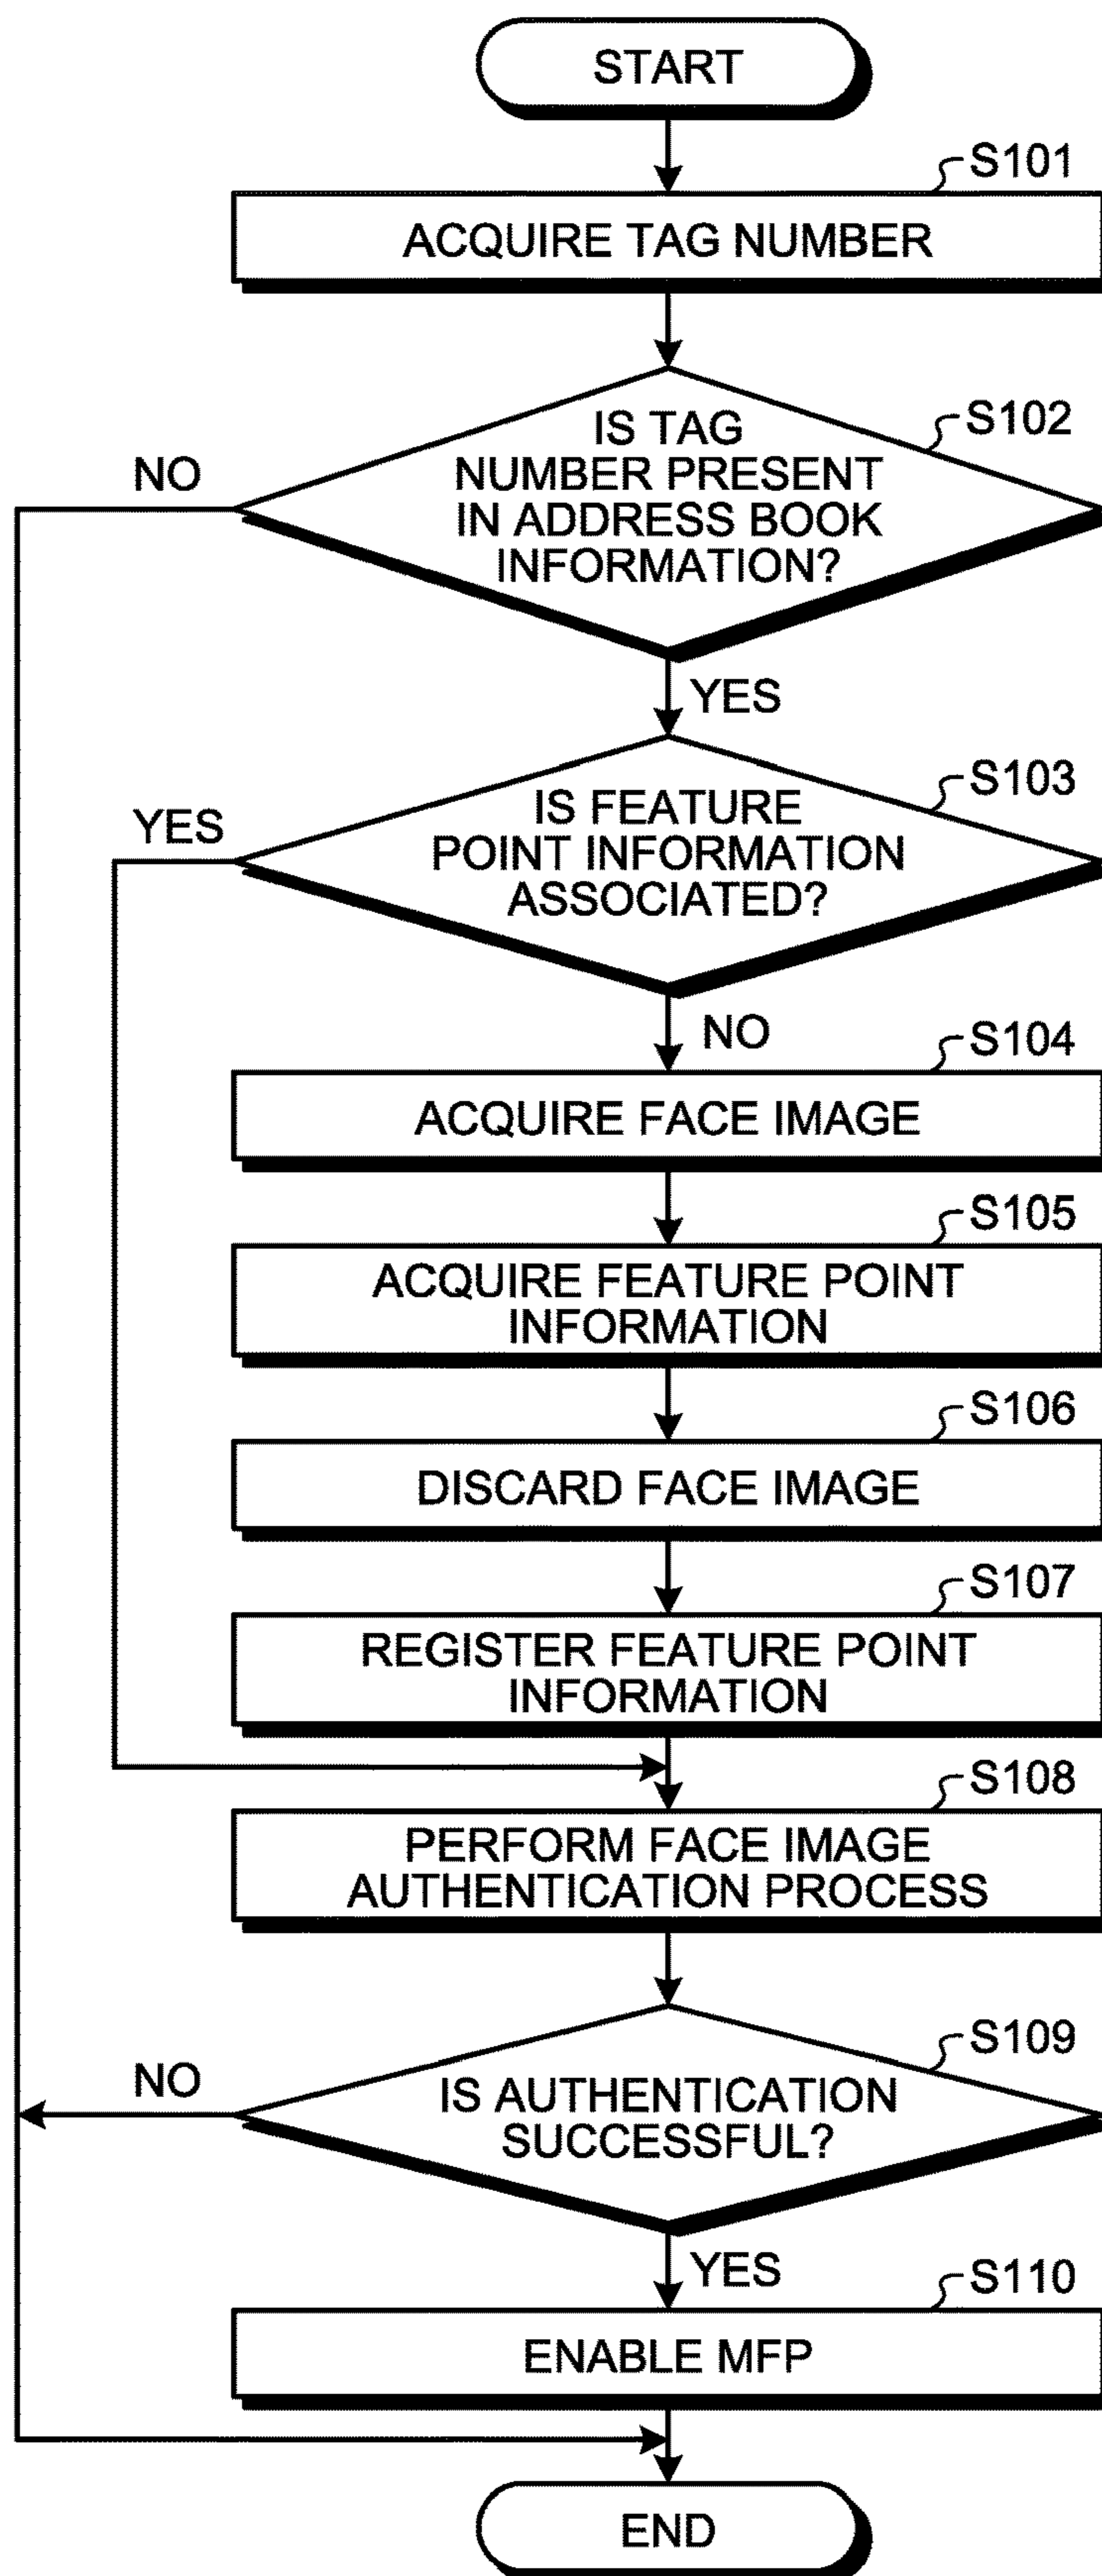 START
S101
ACQUIRE TAG NUMBER
S102
IS TAG
NUMBER PRESENT
IN ADDRESS BOOK
INFORMATION?
NO
YES
S103
IS FEATURE
POINT INFORMATION
ASSOCIATED?
YES
NO
S104
ACQUIRE FACE IMAGE
S105
ACQUIRE FEATURE POINT
INFORMATION
S106
DISCARD FACE IMAGE
S107
REGISTER FEATURE POINT
INFORMATION
S108
PERFORM FACE IMAGE
AUTHENTICATION PROCESS
S109
IS AUTHENTICATION
SUCCESSFUL?
NO
YES
S110
ENABLE MFP
END